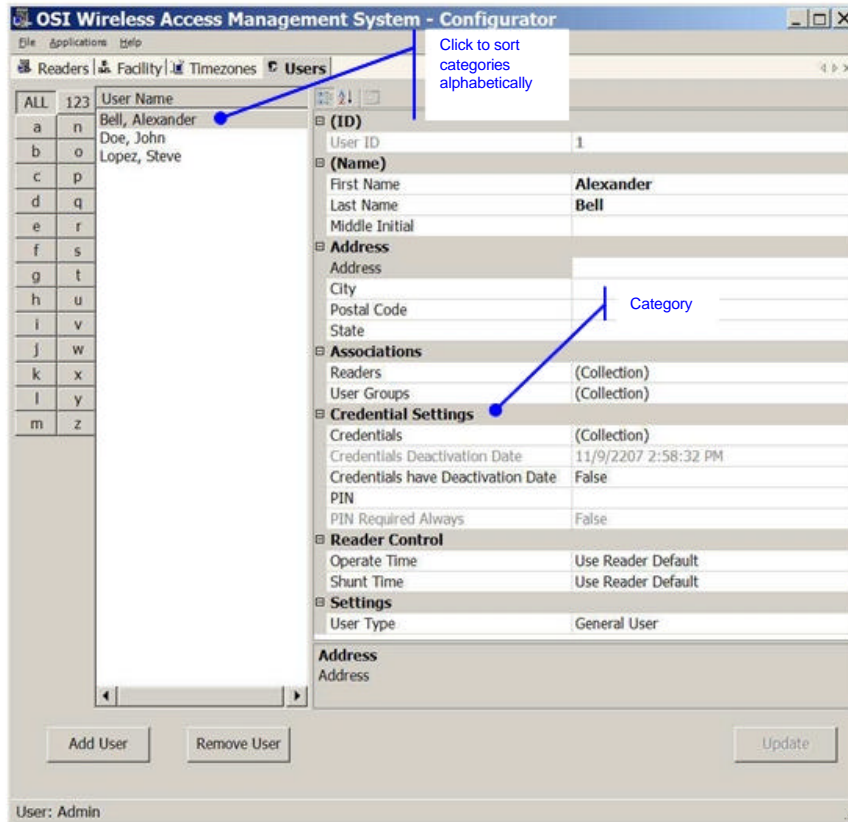 OSI Wireless Access Management System - Configurator
File Applications Help
Readers Facility Timezones Users
Click to sort
categories
alphabetically
ALL 123
a n
b o
c p
d q
e r
f s
g t
h u
i v
j w
k x
l y
m z
User Name
Bell, Alexander
Doe, John
Lopez, Steve
(ID)
User ID 1
(Name)
First Name Alexander
Last Name Bell
Middle Initial
Address
Address
City
Postal Code
State
Category
Associations
Readers (Collection)
User Groups (Collection)
Credential Settings
Credentials (Collection)
Credentials Deactivation Date 11/9/2207 2:58:32 PM
Credentials have Deactivation Date False
PIN
PIN Required Always False
Reader Control
Operate Time Use Reader Default
Shunt Time Use Reader Default
Settings
User Type General User
Address
Address
Add User Remove User Update
User: Admin